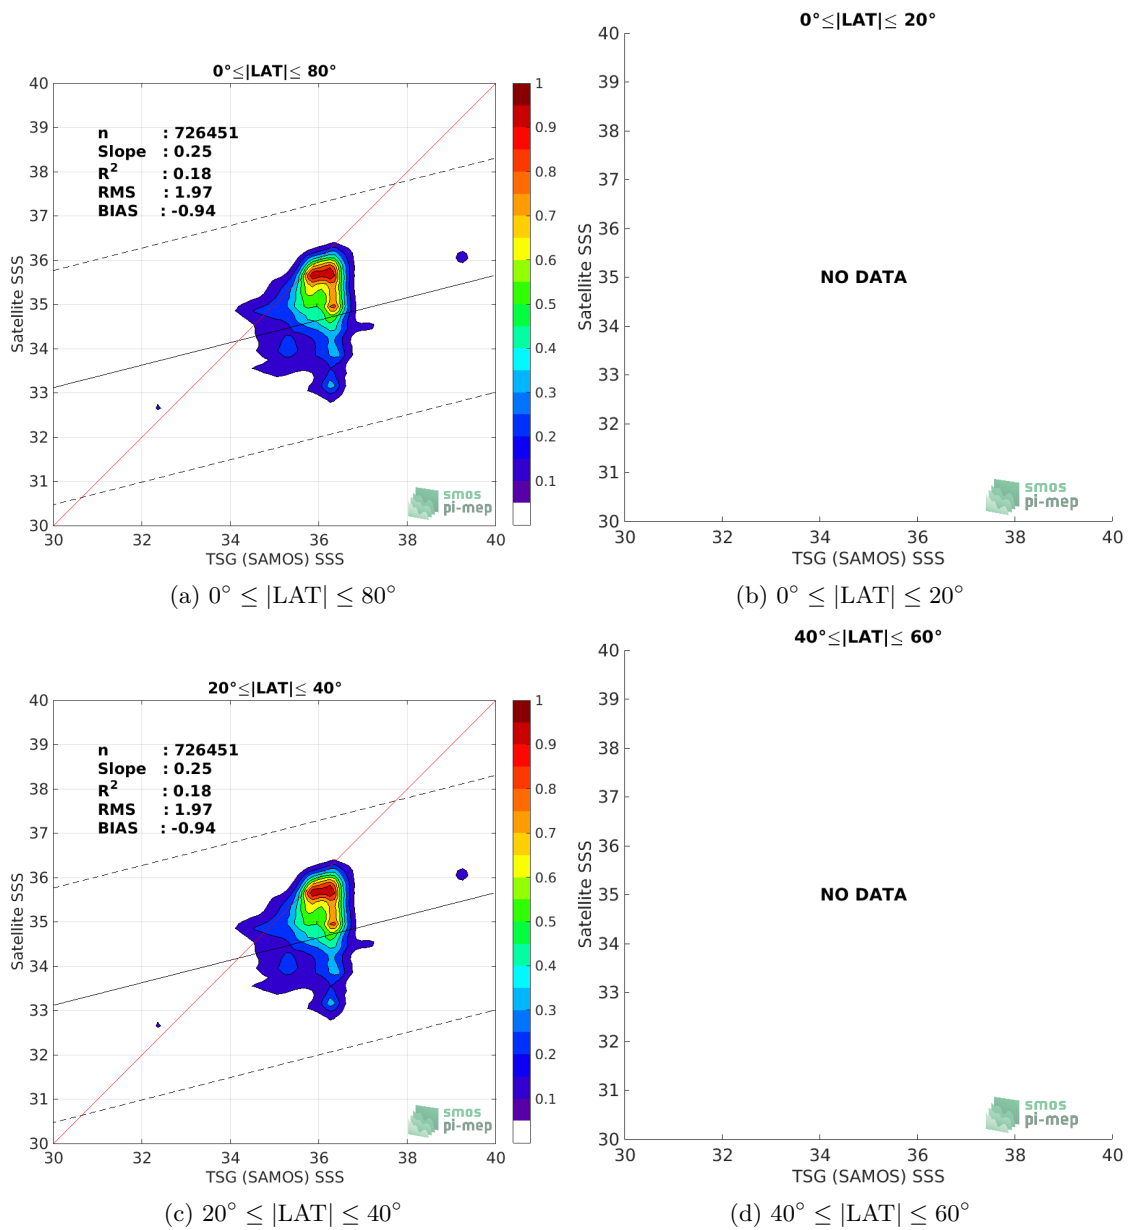 0°≤|LAT|≤ 80°
40
39
38
37
36
35
34
33
32
31
30
Satellite SSS
n : 726451
Slope : 0.25
R² : 0.18
RMS : 1.97
BIAS : -0.94
smos
pi-mep
30 32 34 36 38 40
TSG (SAMOS) SSS
1
0.9
0.8
0.7
0.6
0.5
0.4
0.3
0.2
0.1
(a) 0° ≤ |LAT| ≤ 80°
0°≤|LAT|≤ 20°
40
39
38
37
36
35
34
33
32
31
30
Satellite SSS
NO DATA
smos
pi-mep
30 32 34 36 38 40
TSG (SAMOS) SSS
(b) 0° ≤ |LAT| ≤ 20°
20°≤|LAT|≤ 40°
40
39
38
37
36
35
34
33
32
31
30
Satellite SSS
n : 726451
Slope : 0.25
R² : 0.18
RMS : 1.97
BIAS : -0.94
smos
pi-mep
30 32 34 36 38 40
TSG (SAMOS) SSS
1
0.9
0.8
0.7
0.6
0.5
0.4
0.3
0.2
0.1
(c) 20° ≤ |LAT| ≤ 40°
40°≤|LAT|≤ 60°
40
39
38
37
36
35
34
33
32
31
30
Satellite SSS
NO DATA
smos
pi-mep
30 32 34 36 38 40
TSG (SAMOS) SSS
(d) 40° ≤ |LAT| ≤ 60°